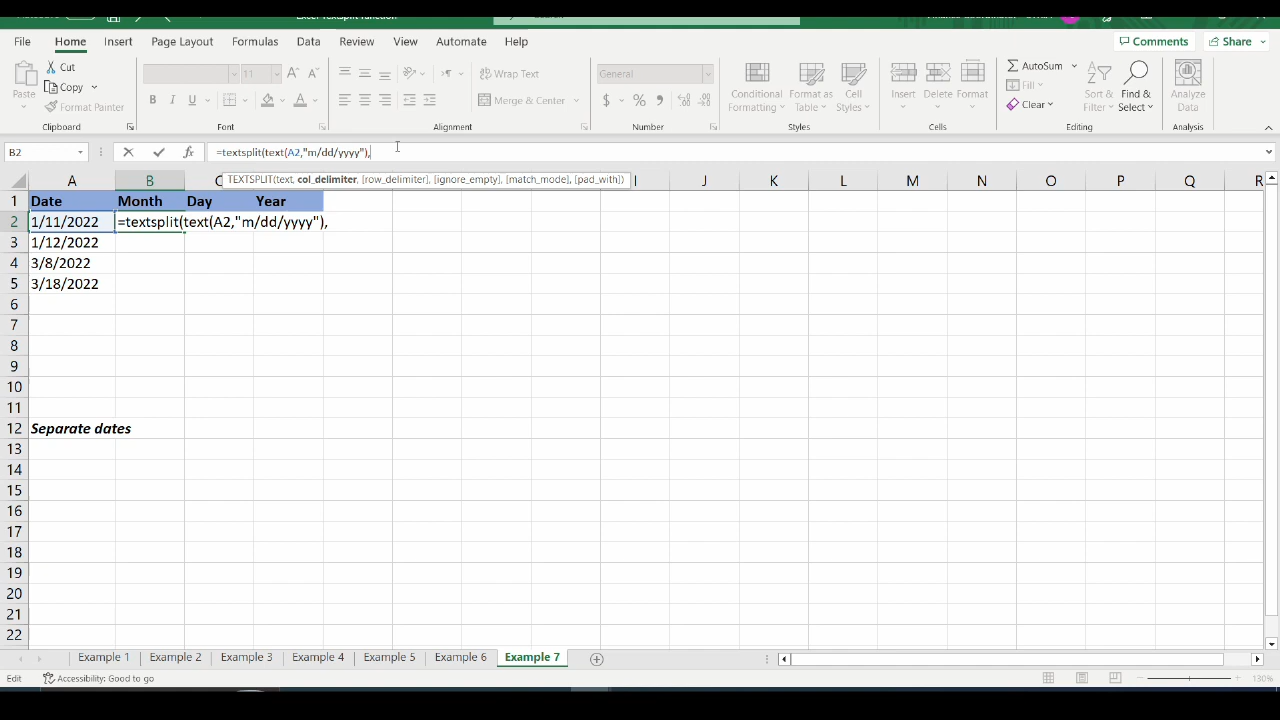 File Home Insert Page Layout Formulas Data Review View Automate Help Comments Share
Paste Cut Copy Format Painter Clipboard
11 B I U Font
Wrap Text Merge & Center Alignment
General $ % Number
Conditional Formatting Format as Table Cell Styles Styles
Insert Delete Format Cells
AutoSum Fill Clear Sort & Filter Find & Select Editing
Analyze Data Analysis
B2 fx =textsplit(text(A2,"m/dd/yyyy"),
TEXTSPLIT(text, col_delimiter, [row_delimiter], [ignore_empty], [match_mode], [pad_with])
A B C I J K L M N O P Q R
1 Date Month Day Year
2 1/11/2022 =textsplit(text(A2,"m/dd/yyyy"),
3 1/12/2022
4 3/8/2022
5 3/18/2022
6
7
8
9
10
11
12 Separate dates
13
14
15
16
17
18
19
20
21
22
Example 1 Example 2 Example 3 Example 4 Example 5 Example 6 Example 7
Edit Accessibility: Good to go 130%